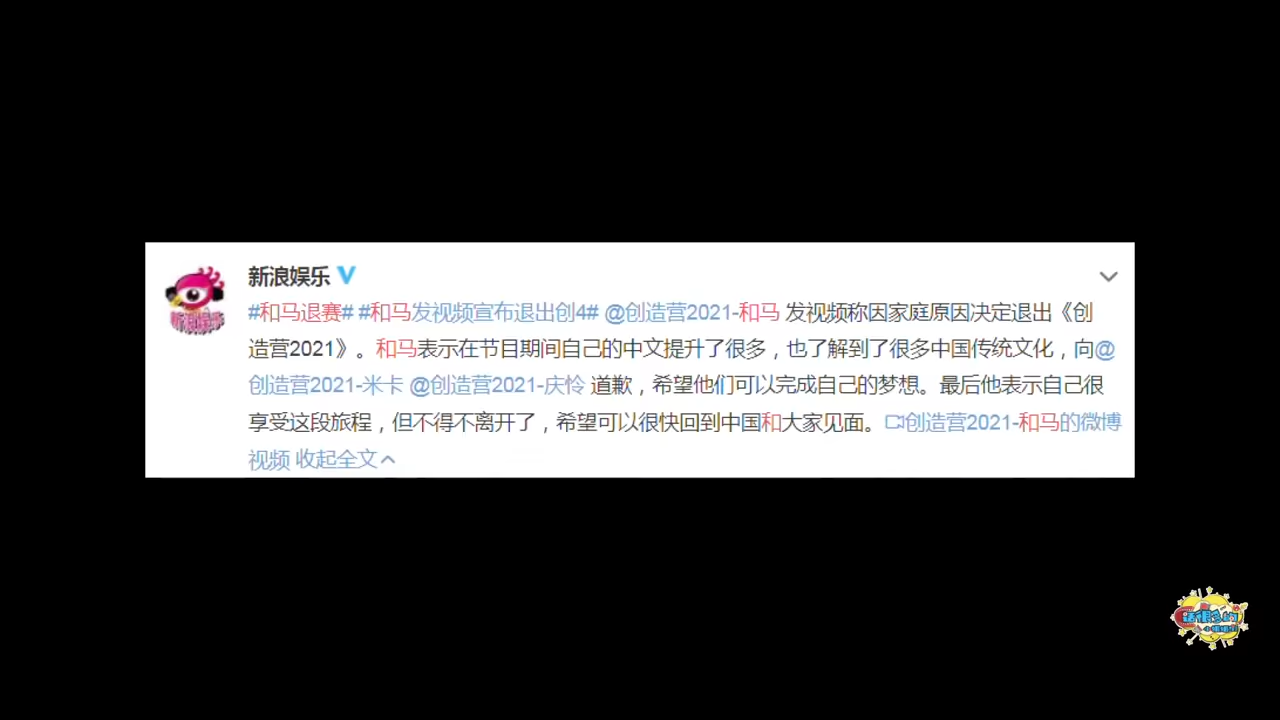 新浪娱乐
#和马退赛# #和马发视频宣布退出创4# @创造营2021-和马 发视频称因家庭原因决定退出《创
造营2021》。和马表示在节目期间自己的中文提升了很多，也了解到了很多中国传统文化，向@
创造营2021-米卡 @创造营2021-庆怜 道歉，希望他们可以完成自己的梦想。最后他表示自己很
享受这段旅程，但不得不离开了，希望可以很快回到中国和大家见面。创造营2021-和马的微博
视频 收起全文
新浪娱乐